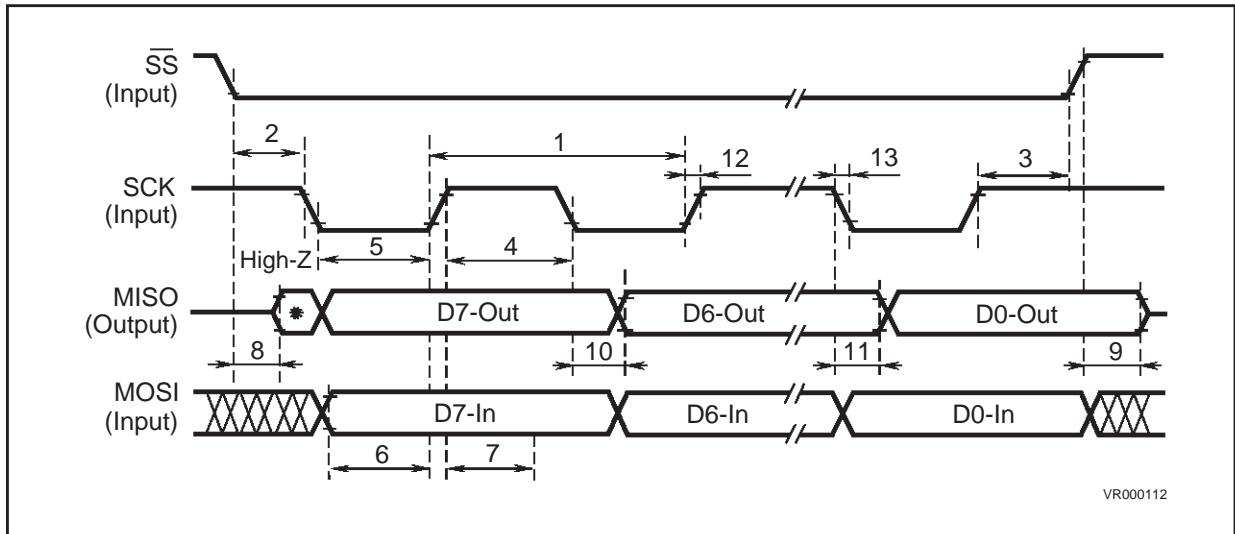 SS
(Input)
2
1
12
13
3
SCK
(Input)
High-Z
5
4
MISO
(Output)
*
D7-Out
D6-Out
D0-Out
8
10
11
9
MOSI
(Input)
D7-In
D6-In
D0-In
6
7
VR000112